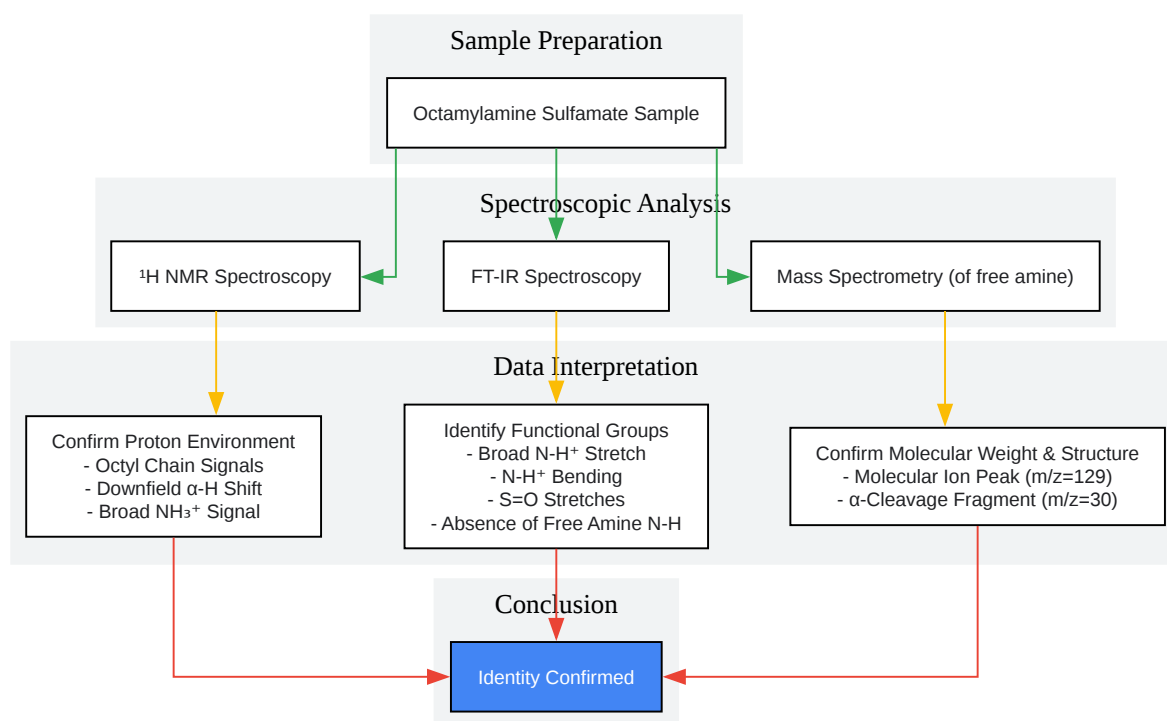 Sample Preparation
Octamylamine Sulfamate Sample
Spectroscopic Analysis
¹H NMR Spectroscopy
FT-IR Spectroscopy
Mass Spectrometry (of free amine)
Data Interpretation
Confirm Proton Environment
- Octyl Chain Signals
- Downfield α-H Shift
- Broad NH₃⁺ Signal
Identify Functional Groups
- Broad N-H⁺ Stretch
- N-H⁺ Bending
- S=O Stretches
- Absence of Free Amine N-H
Confirm Molecular Weight & Structure
- Molecular Ion Peak (m/z=129)
- α-Cleavage Fragment (m/z=30)
Conclusion
Identity Confirmed